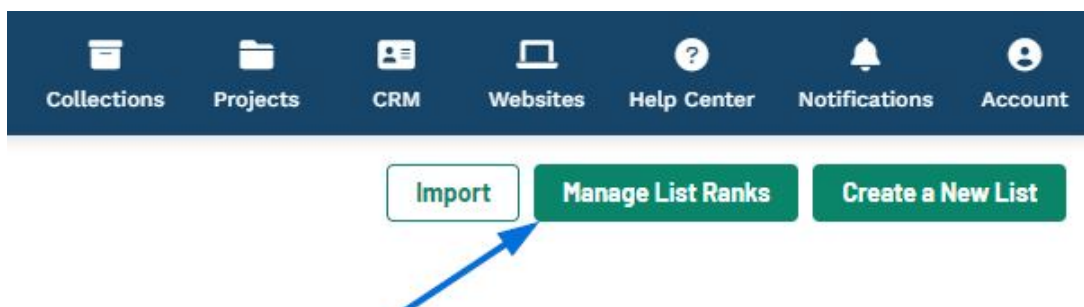 Collections Projects CRM Websites Help Center Notifications Account
Import Manage List Ranks Create a New List